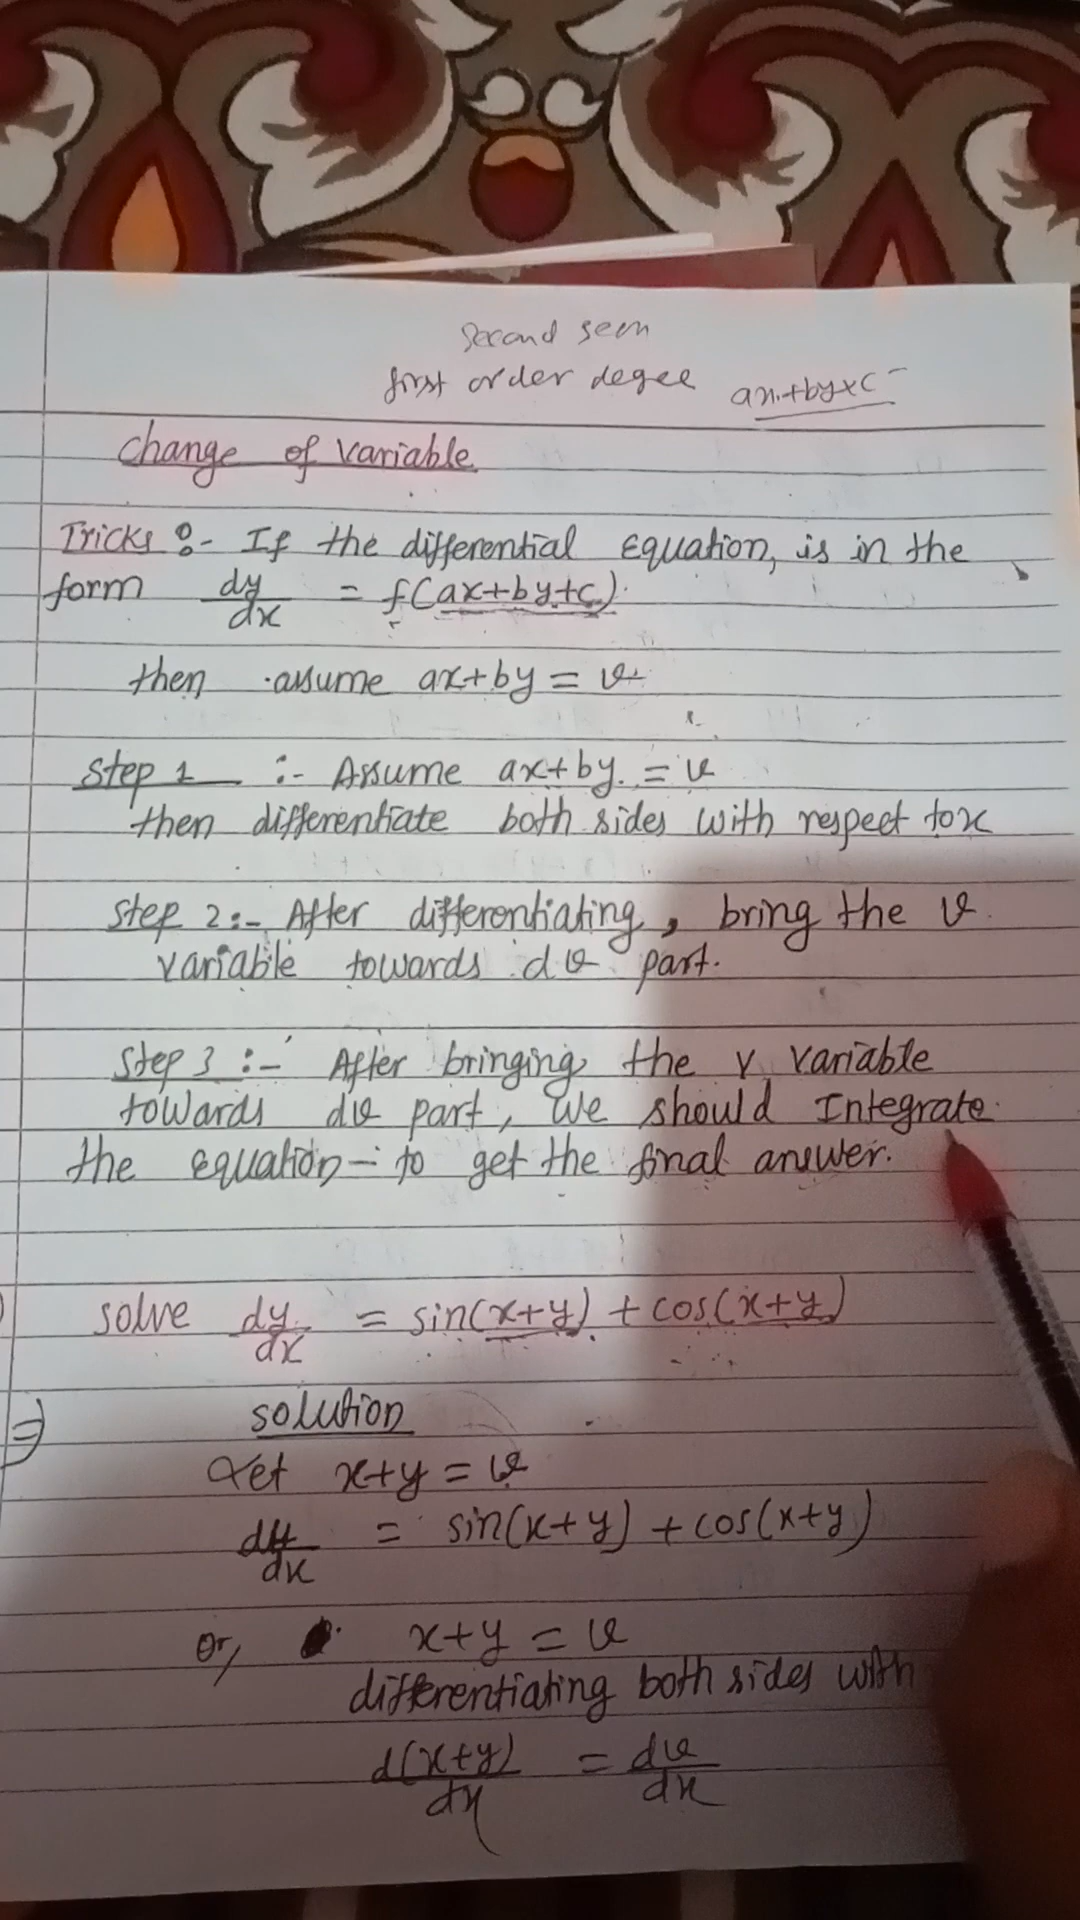 Second sem
first order degee ax+by+c
Change of variable
Tricks :- If the differential Equation, is in the
form dy/dx = f(ax+by+c).
then assume ax+by = v
Step 1 :- Assume ax+by = v
then differentiate both sides with respect to x
Step 2:- After differentiating, bring the v
variable towards dv part.
Step 3 :- After bringing the v variable
towards dv part, We should Integrate
the equation - to get the final answer.
solve dy/dx = sin(x+y) + cos(x+y)
=> solution
Let x+y = v
dy/dx = sin(x+y) + cos(x+y)
or, x+y = v
differentiating both sides with
d(x+y)/dx = dv/dx